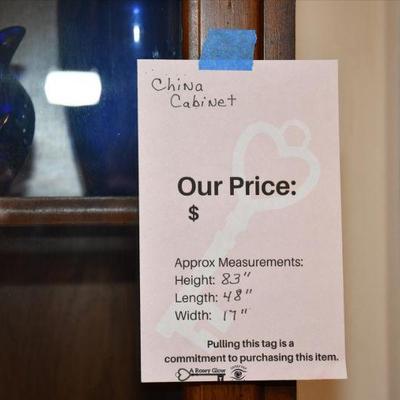 China
Cabinet
Our Price:
$
Approx Measurements:
Height: 83"
Length: 48"
Width: 17"
Pulling this tag is a
commitment to purchasing this item.
A Rosey Glow